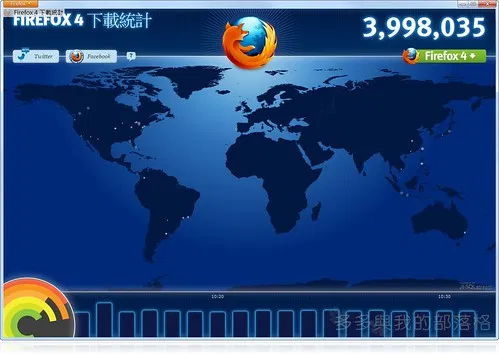 Firefox 4 下載統計
FIREFOX 4 下載統計
3,998,035
Twitter
Facebook
?
Firefox 4
10:20
10:30
多多與我的部落格